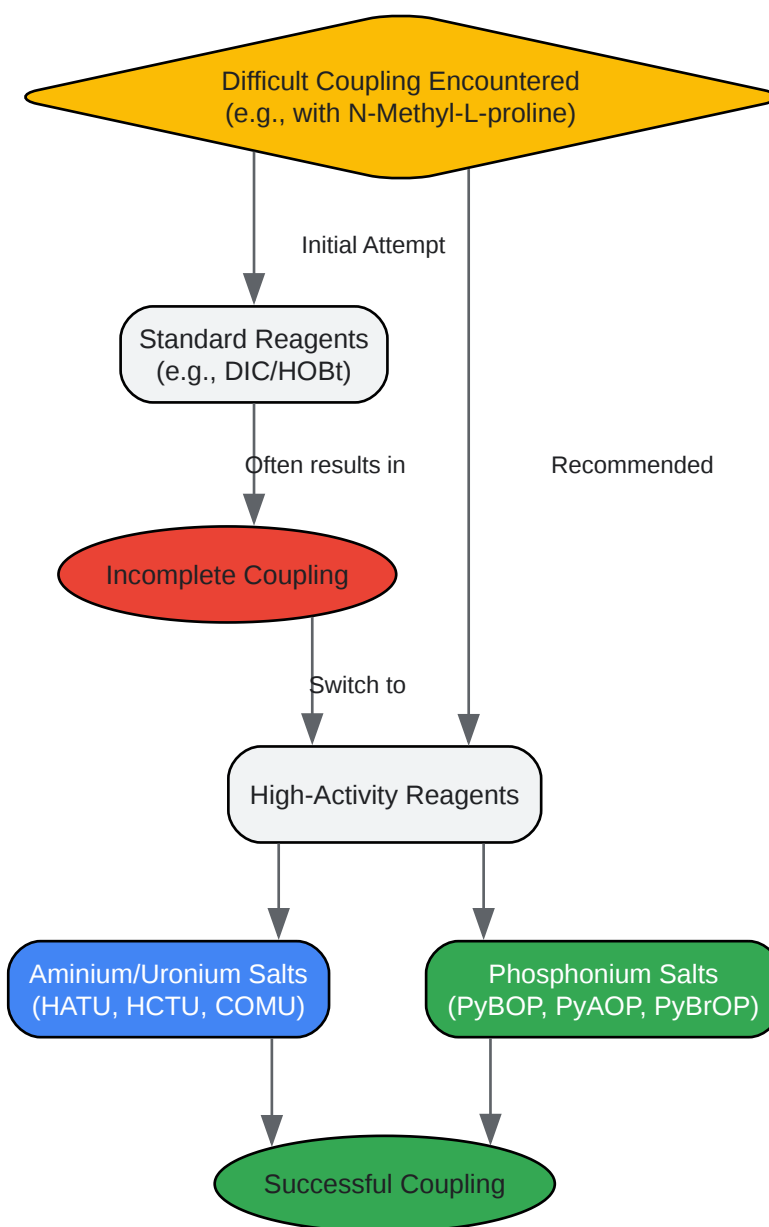 Difficult Coupling Encountered
(e.g., with N-Methyl-L-proline)
Initial Attempt
Standard Reagents
(e.g., DIC/HOBt)
Often results in
Recommended
Incomplete Coupling
Switch to
High-Activity Reagents
Aminium/Uronium Salts
(HATU, HCTU, COMU)
Phosphonium Salts
(PyBOP, PyAOP, PyBrOP)
Successful Coupling